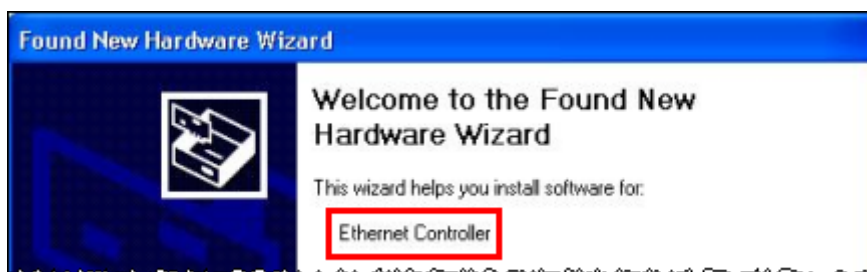 Found New Hardware Wizard
Welcome to the Found New
Hardware Wizard
This wizard helps you install software for:
Ethernet Controller